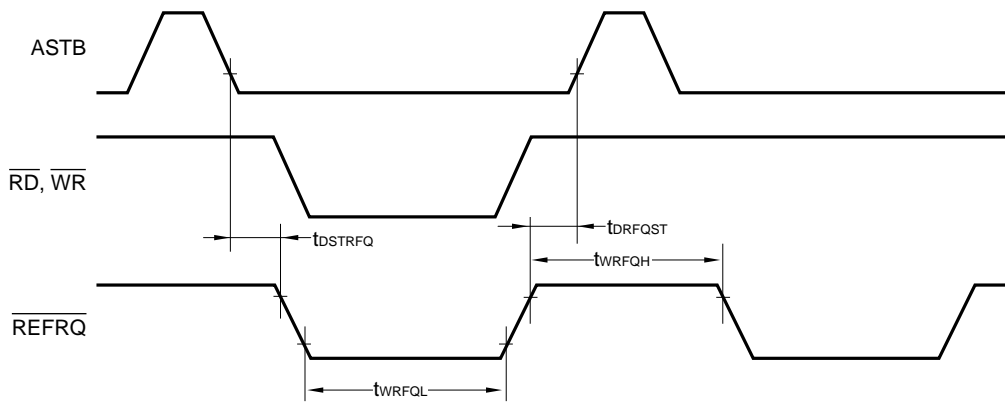 ASTB
RD, WR
tDSTRFQ
tDRFQST
tWRFQH
REFRQ
tWRFQL